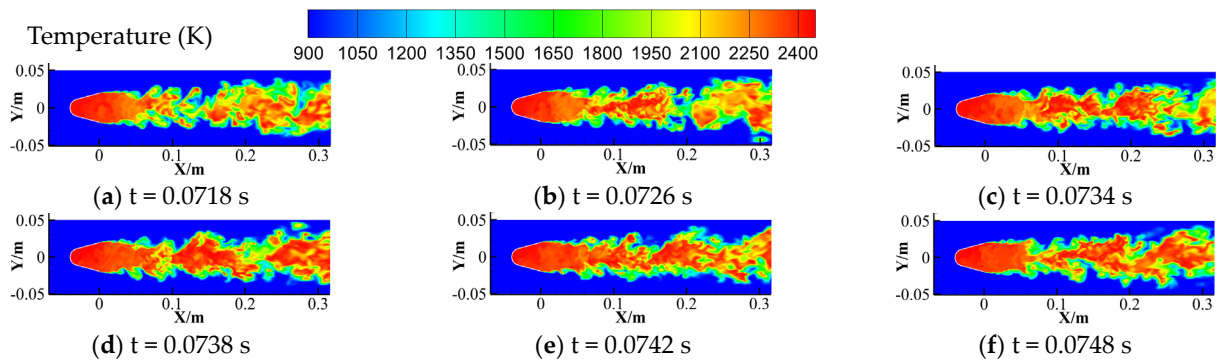 Temperature (K)
900 1050 1200 1350 1500 1650 1800 1950 2100 2250 2400
0.05
Y/m
0
-0.05
0 0.1 0.2 0.3
X/m
(a) t = 0.0718 s
0.05
Y/m
0
-0.05
0 0.1 0.2 0.3
X/m
(b) t = 0.0726 s
0.05
Y/m
0
-0.05
0 0.1 0.2 0.3
X/m
(c) t = 0.0734 s
0.05
Y/m
0
-0.05
0 0.1 0.2 0.3
X/m
(d) t = 0.0738 s
0.05
Y/m
0
-0.05
0 0.1 0.2 0.3
X/m
(e) t = 0.0742 s
0.05
Y/m
0
-0.05
0 0.1 0.2 0.3
X/m
(f) t = 0.0748 s